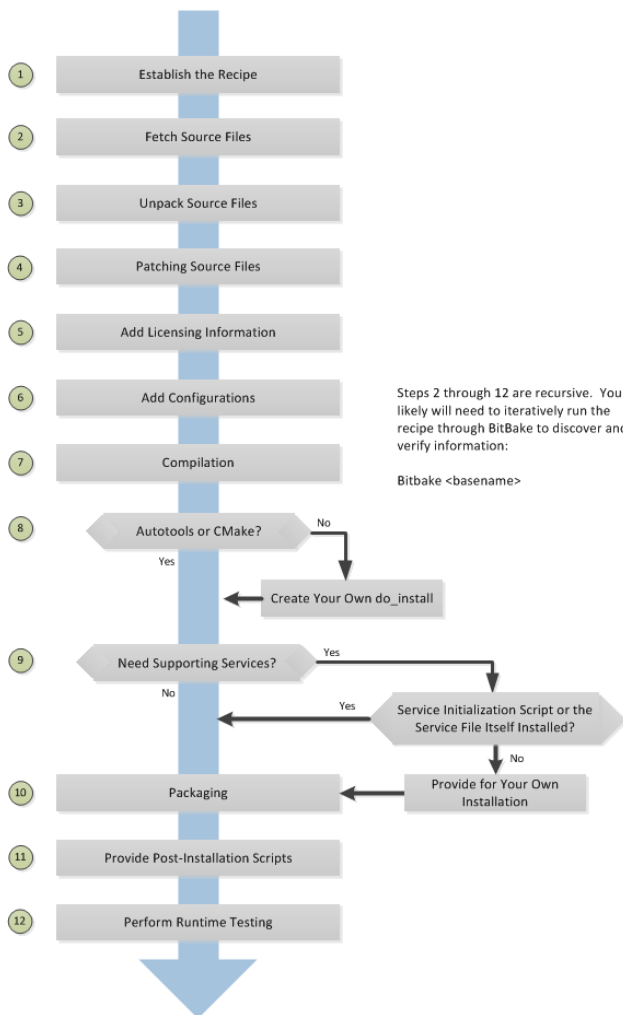 1
Establish the Recipe
2
Fetch Source Files
3
Unpack Source Files
4
Patching Source Files
5
Add Licensing Information
6
Add Configurations
Steps 2 through 12 are recursive. You
likely will need to iteratively run the
recipe through BitBake to discover and
verify information:
Bitbake <basename>
7
Compilation
8
Autotools or CMake?
No
Yes
Create Your Own do_install
9
Need Supporting Services?
Yes
No
Yes
Service Initialization Script or the
Service File Itself Installed?
No
10
Packaging
Provide for Your Own
Installation
11
Provide Post-Installation Scripts
12
Perform Runtime Testing